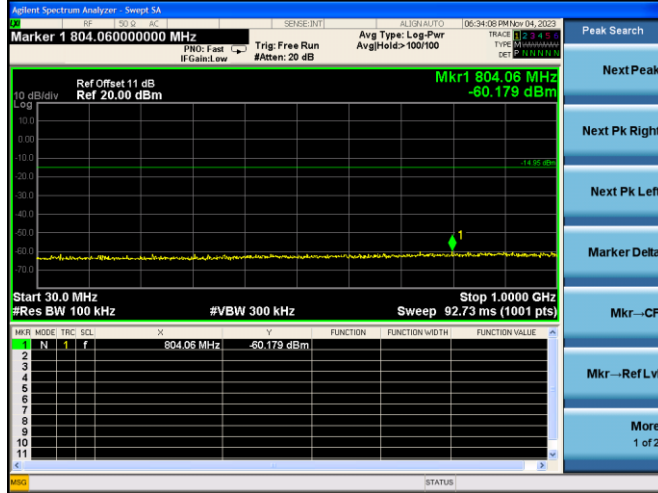 Agilent Spectrum Analyzer - Swept SA
RF 50 Ω AC SENSE:INT ALIGNAUTO 06:34:08 PM Nov 04, 2023
Marker 1 804.060000000 MHz
PNO: Fast
IFGain:Low
Trig: Free Run
#Atten: 20 dB
Avg Type: Log-Pwr
Avg|Hold:> 100/100
TRACE 1 2 3 4 5 6
TYPE M
DET P N N N N N
Mkr1 804.06 MHz
-60.179 dBm
Ref Offset 11 dB
10 dB/div Ref 20.00 dBm
Log
10.0
0.00
-10.0
-14.95 dBm
-20.0
-30.0
-40.0
-50.0
1
-60.0
-70.0
Start 30.0 MHz Stop 1.0000 GHz
#Res BW 100 kHz #VBW 300 kHz Sweep 92.73 ms (1001 pts)
MKR MODE TRC SCL X Y FUNCTION FUNCTION WIDTH FUNCTION VALUE
1 N 1 f 804.06 MHz -60.179 dBm
2
3
4
5
6
7
8
9
10
11
MSG STATUS
Peak Search
Next Peak
Next Pk Right
Next Pk Left
Marker Delta
Mkr→CF
Mkr→Ref Lvl
More
1 of 2